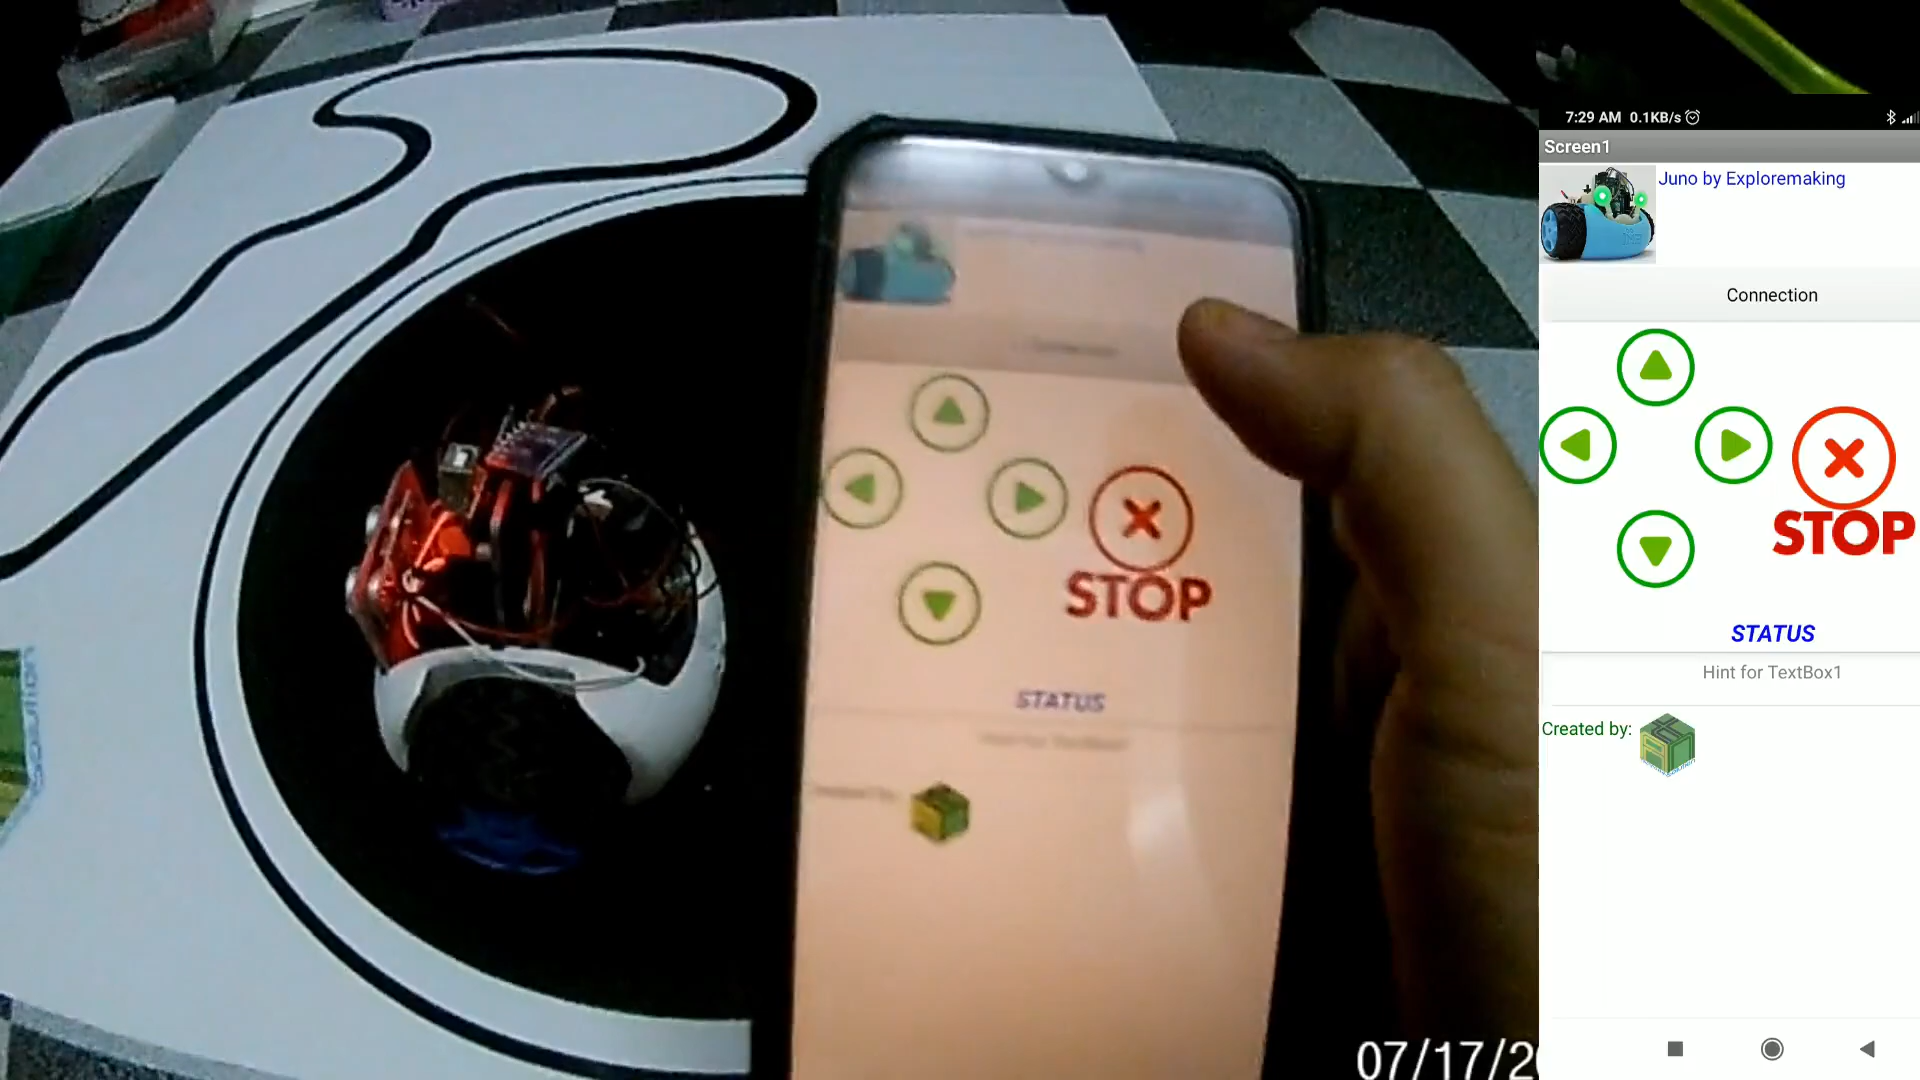 STOP
STATUS
07/17/2
7:29 AM 0.1KB/s
Screen1
Juno by Exploremaking
Connection
STOP
STATUS
Hint for TextBox1
Created by: